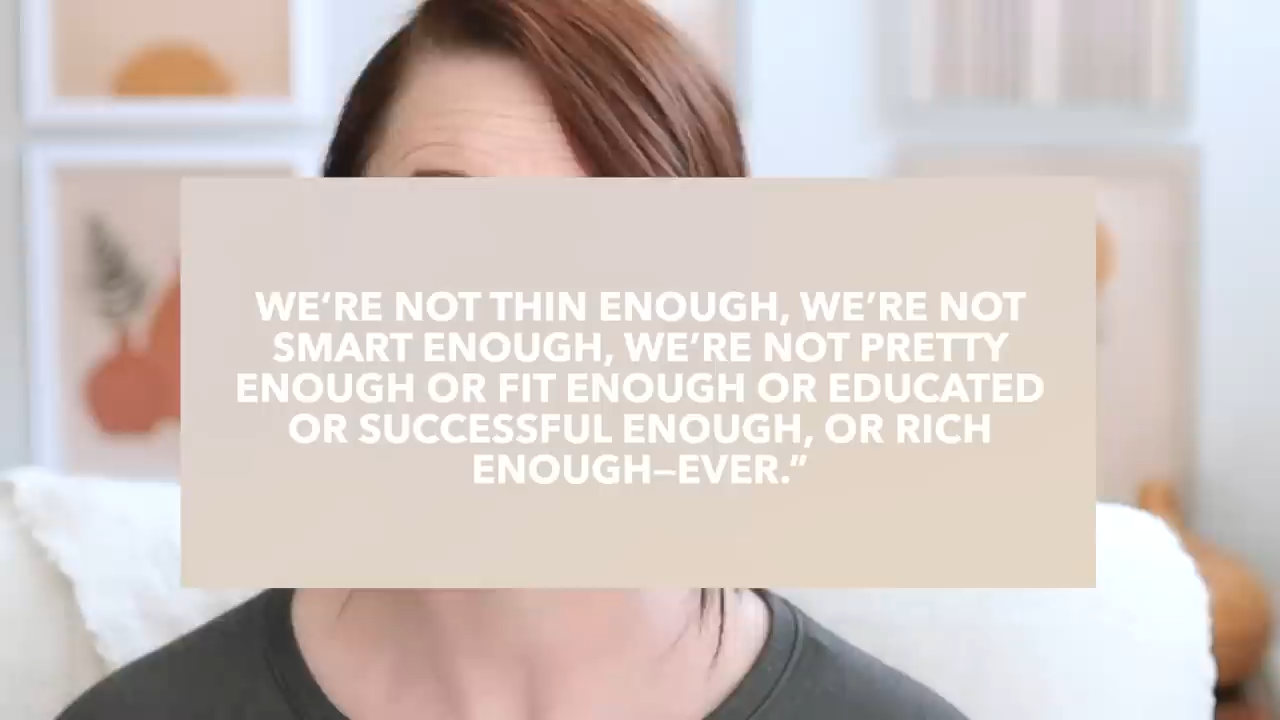 WE’RE NOT THIN ENOUGH, WE’RE NOT
SMART ENOUGH, WE’RE NOT PRETTY
ENOUGH OR FIT ENOUGH OR EDUCATED
OR SUCCESSFUL ENOUGH, OR RICH
ENOUGH—EVER.”